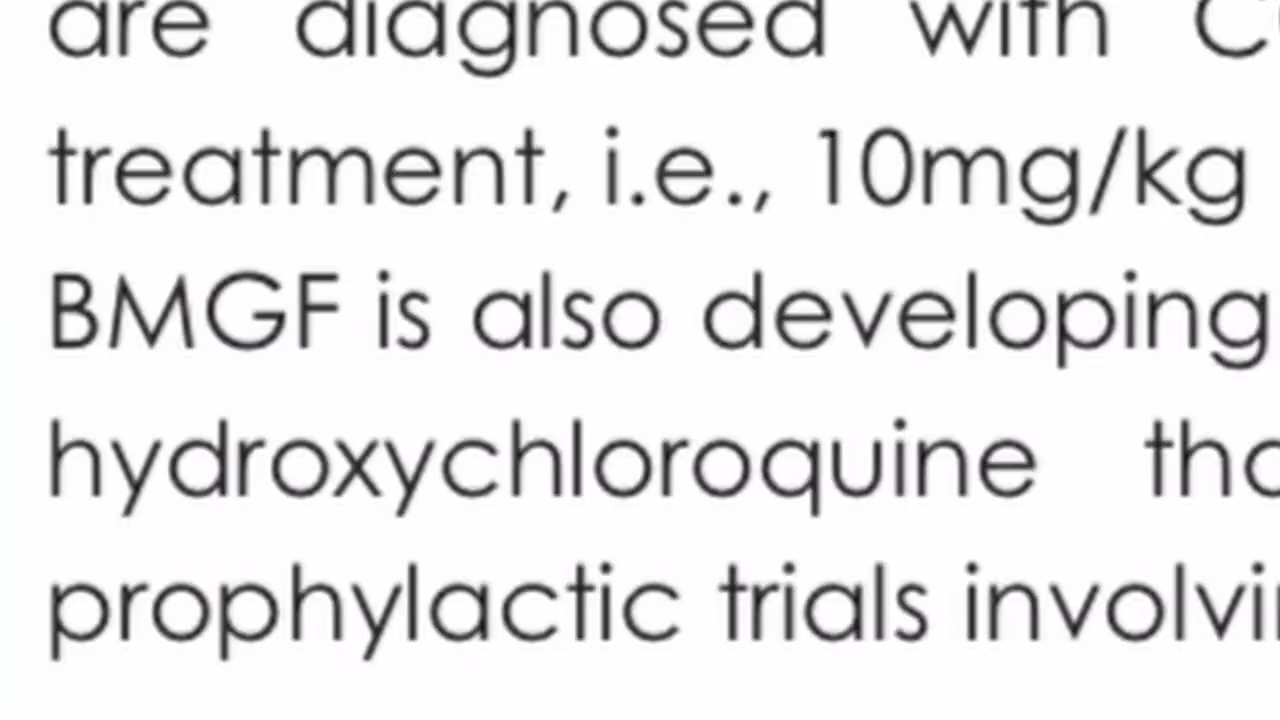 are diagnosed with
treatment, i.e., 10mg/kg
BMGF is also developing
hydroxychloroquine
prophylactic trials